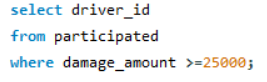 select driver_id
from participated
where damage_amount >=25000;